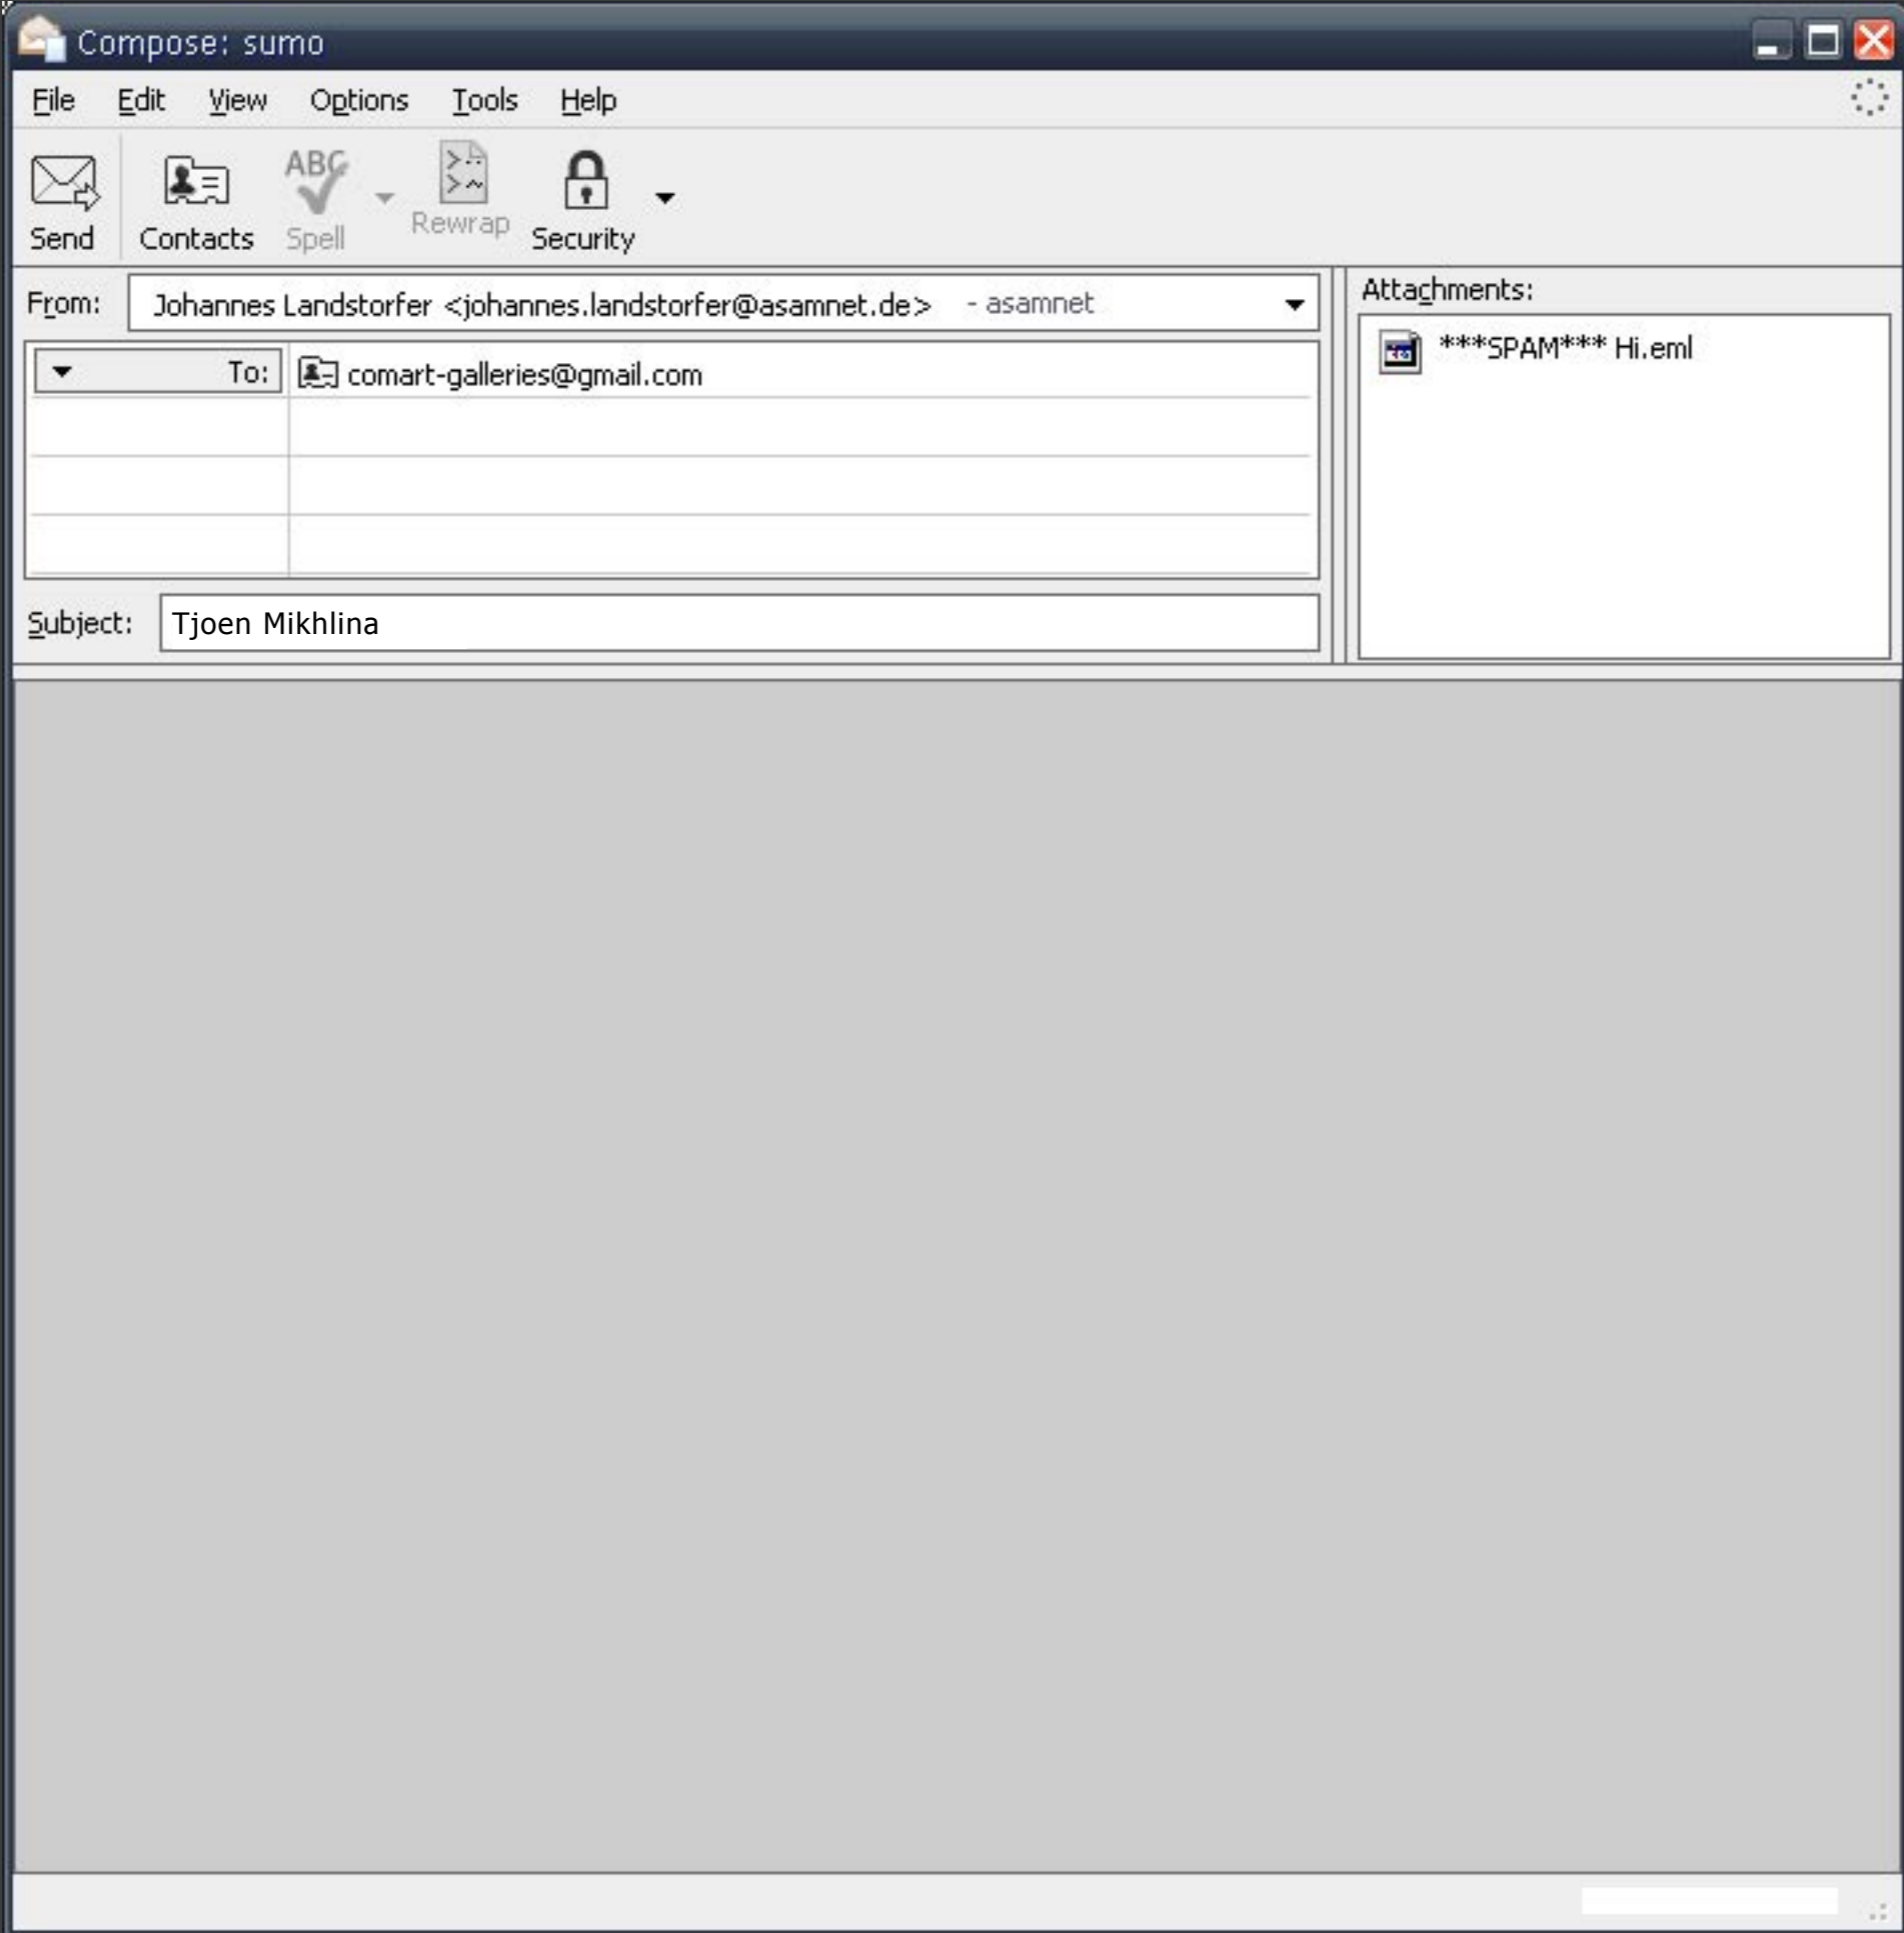 Compose: sumo
File Edit View Options Tools Help
ABC
Send Contacts Spell Rewrap Security
From: Johannes Landstorfer <johannes.landstorfer@asamnet.de> - asamnet
Attachments:
***SPAM*** Hi.eml
To: comart-galleries@gmail.com
Subject: Tjoen Mikhlina